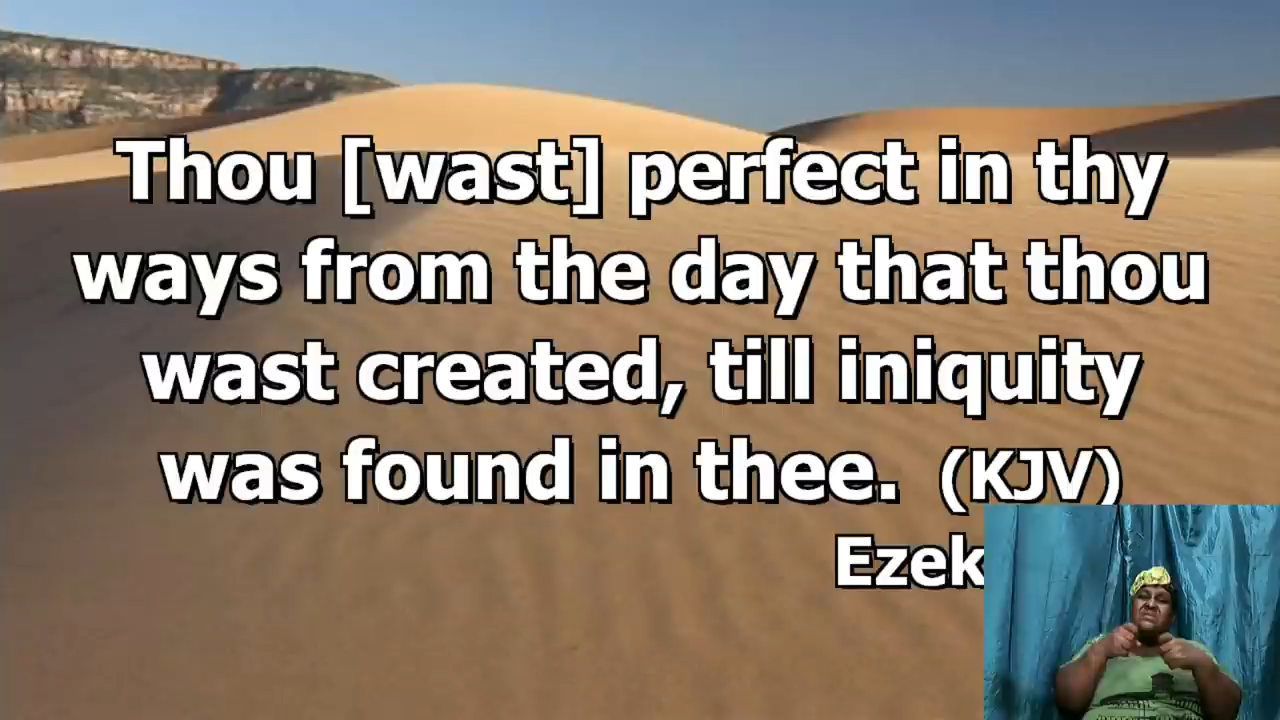 Thou [wast] perfect in thy
ways from the day that thou
wast created, till iniquity
was found in thee. (KJV)
Ezek